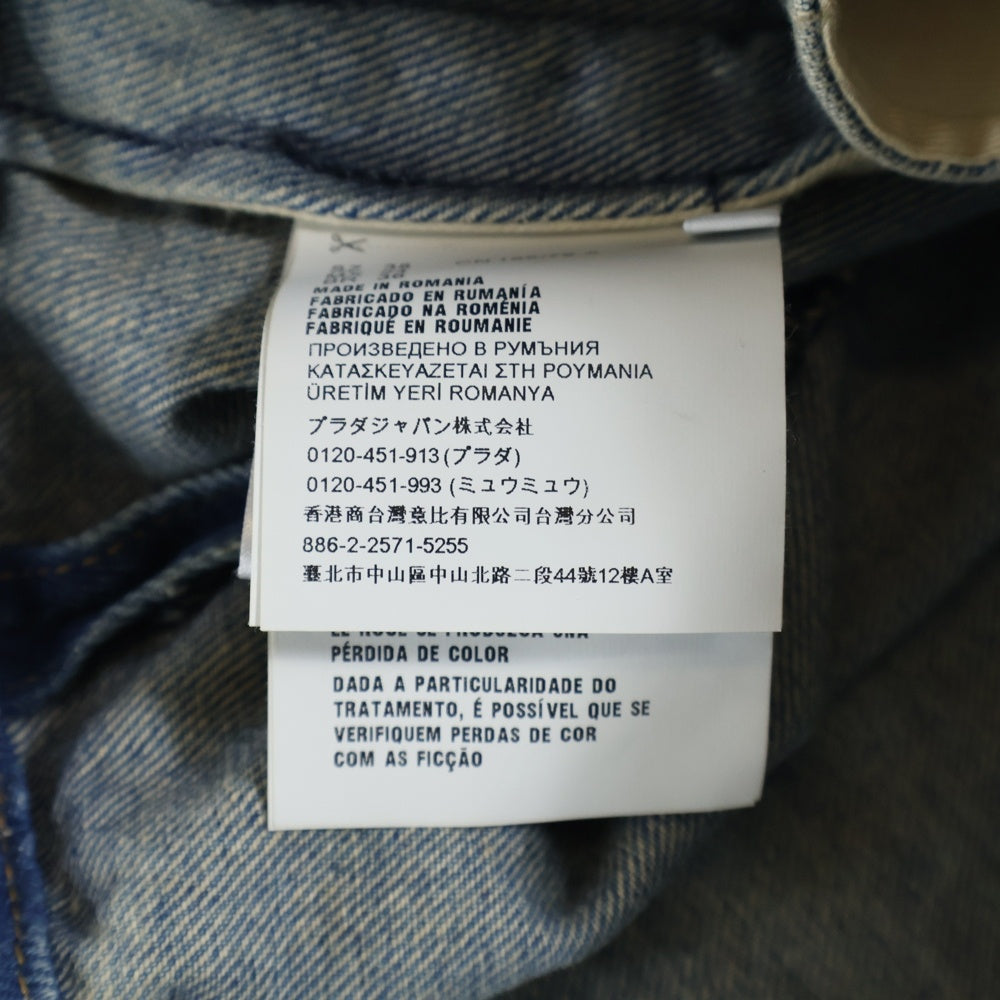 MADE IN ROMANIA
FABRICADO EN RUMANÍA
FABRICADO NA ROMÉNIA
FABRIQUÉ EN ROUMANIE
ПРОИЗВЕДЕНО В РУМЪНИЯ
ΚΑΤΑΣΚΕΥΑΖΕΤΑΙ ΣΤΗ ΡΟΥΜΑΝΙΑ
ÜRETİM YERİ ROMANYA
プラダジャパン株式会社
0120-451-913 (プラダ)
0120-451-993 (ミュウミュウ)
香港商台灣意比有限公司台灣分公司
886-2-2571-5255
臺北市中山區中山北路二段44號12樓A室
PRODUZCA UNA
PÉRDIDA DE COLOR
DADA A PARTICULARIDADE DO
TRATAMENTO, É POSSÍVEL QUE SE
VERIFIQUEM PERDAS DE COR
COM AS FICÇÃO